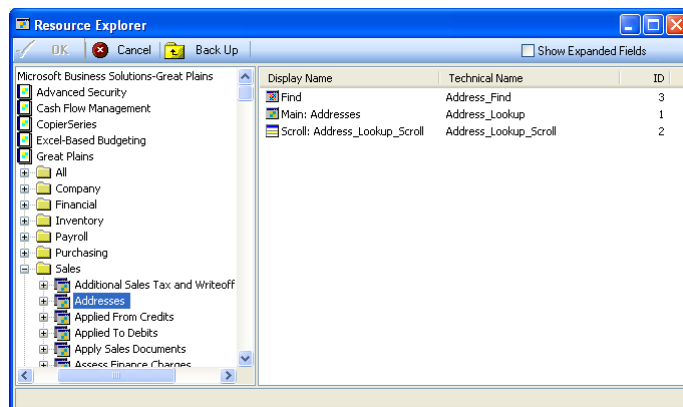 Resource Explorer
OK Cancel Back Up Show Expanded Fields
Microsoft Business Solutions-Great Plains
Advanced Security
Cash Flow Management
CopierSeries
Excel-Based Budgeting
Great Plains
All
Company
Financial
Inventory
Payroll
Purchasing
Sales
Additional Sales Tax and Writeoff
Addresses
Applied From Credits
Applied To Debits
Apply Sales Documents
Assess Finance Charges
Display Name Technical Name ID
Find Address_Find 3
Main: Addresses Address_Lookup 1
Scroll: Address_Lookup_Scroll Address_Lookup_Scroll 2